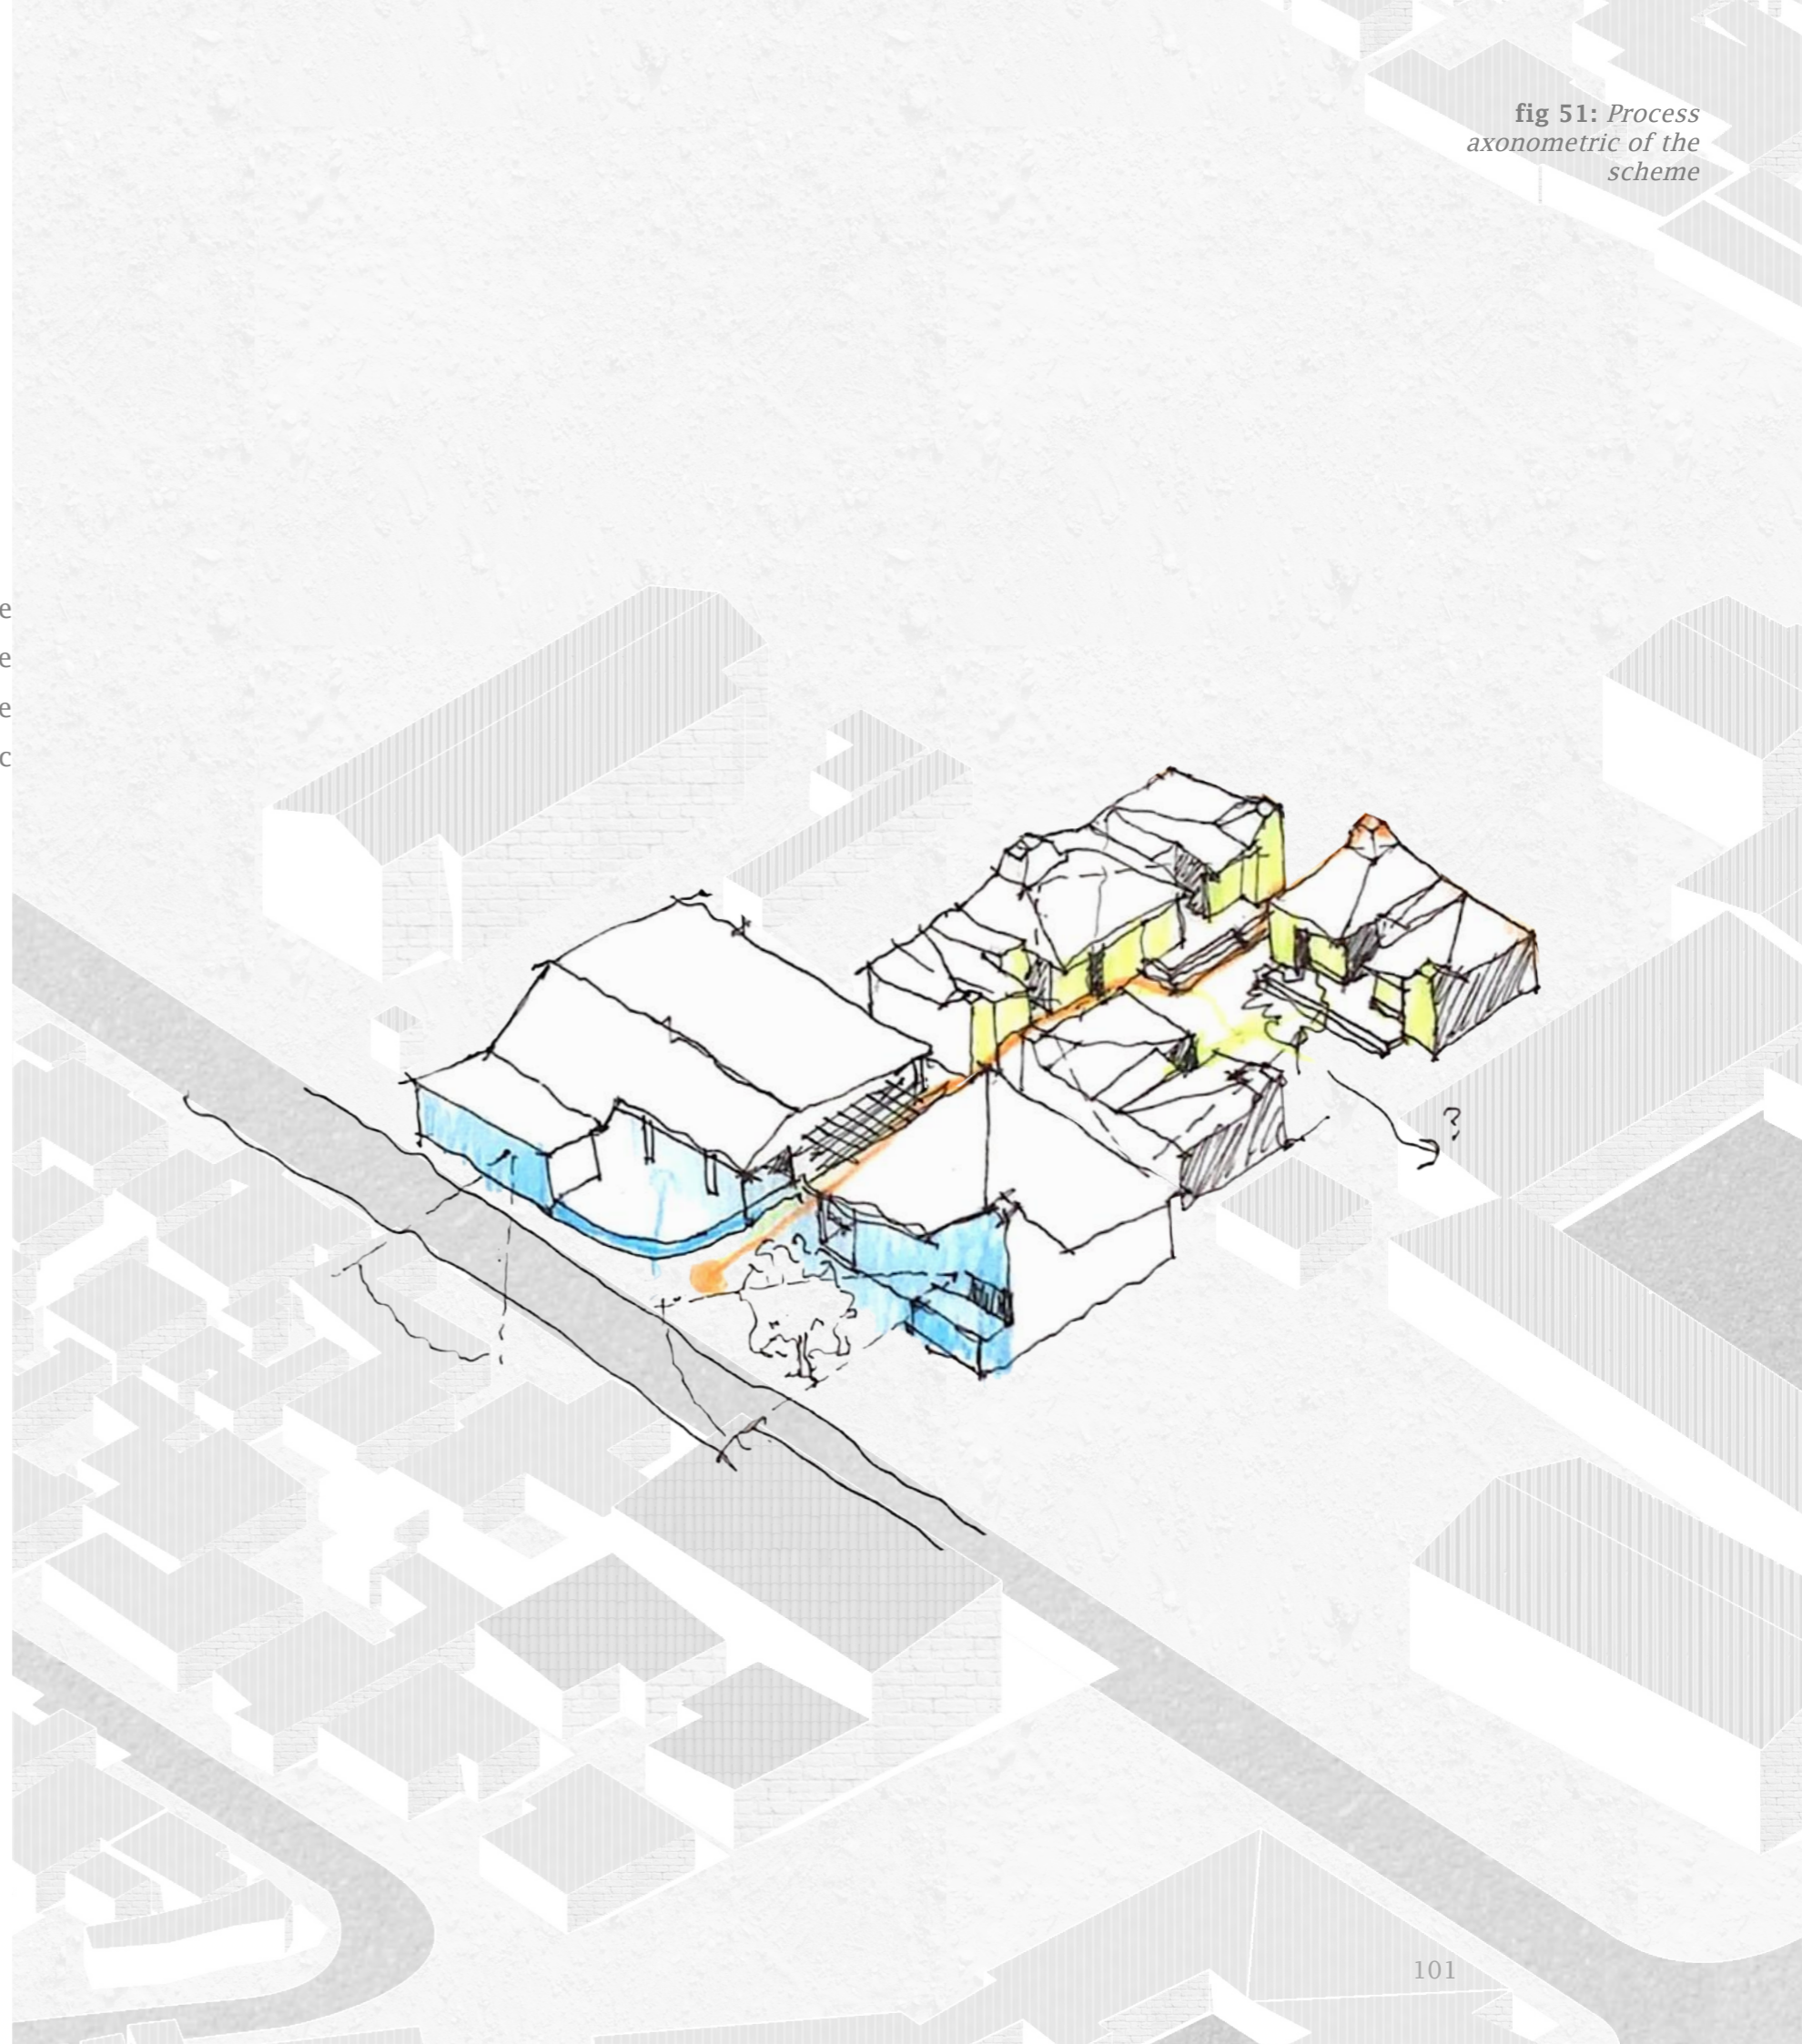 fig 51: Process
axonometric of the
scheme
e
e
e
c
?
101